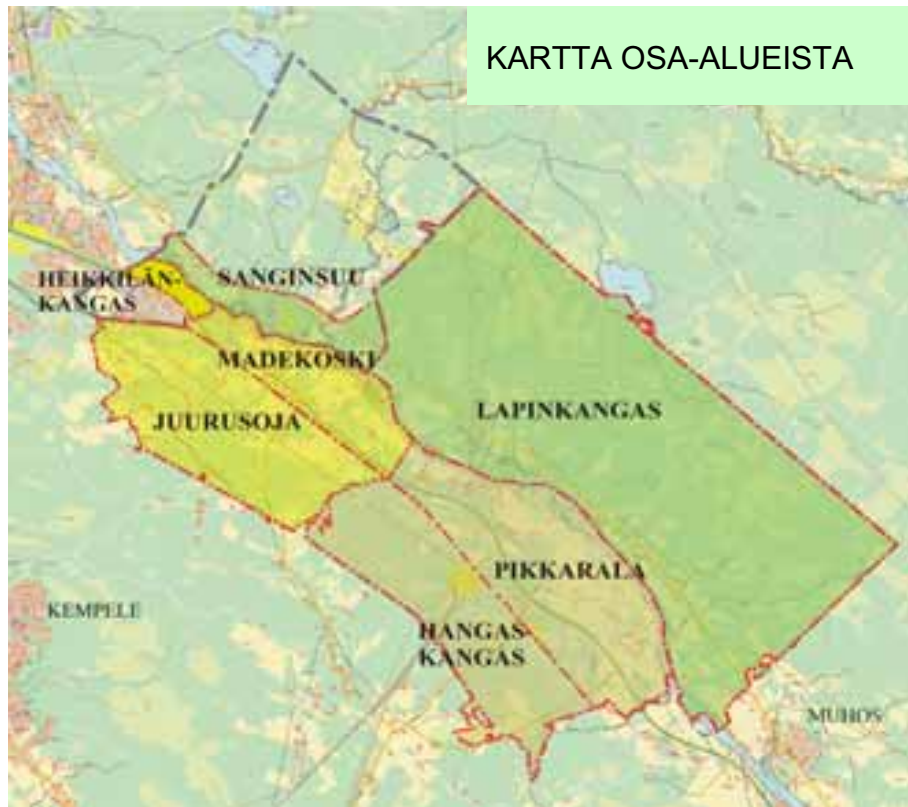 KARTTA OSA-ALUEISTA
HEIKKILÄN-
KANGAS
SANGINSUU
MADEKOSKI
JUURUSOJA
LAPINKANGAS
PIKKARALA
HANGAS-
KANGAS
KEMPELE
MUHOS